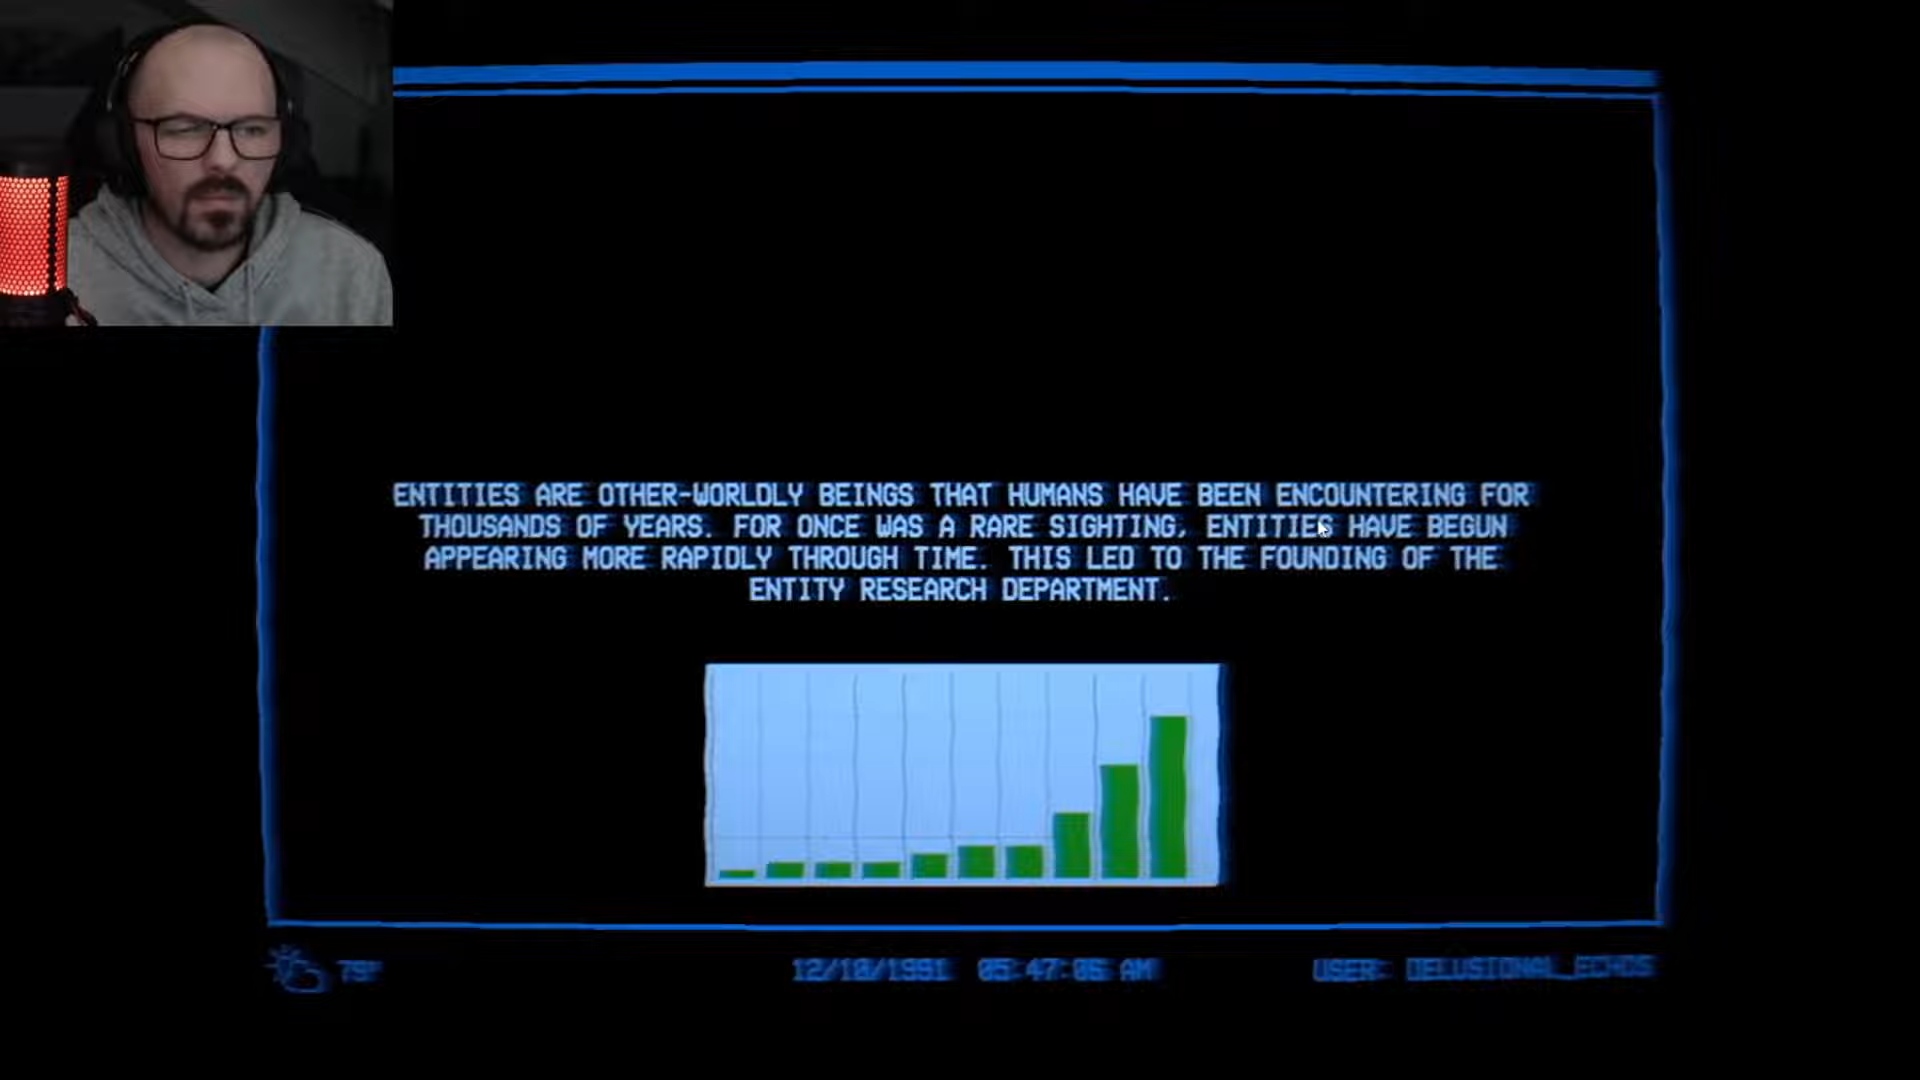 ENTITIES ARE OTHER-WORLDLY BEINGS THAT HUMANS HAVE BEEN ENCOUNTERING FOR
THOUSANDS OF YEARS. FOR ONCE WAS A RARE SIGHTING, ENTITIES HAVE BEGUN
APPEARING MORE RAPIDLY THROUGH TIME. THIS LED TO THE FOUNDING OF THE
ENTITY RESEARCH DEPARTMENT.
79F 12/10/1991 05:47:06 AM USER: DELUSIONAL_ECHOS